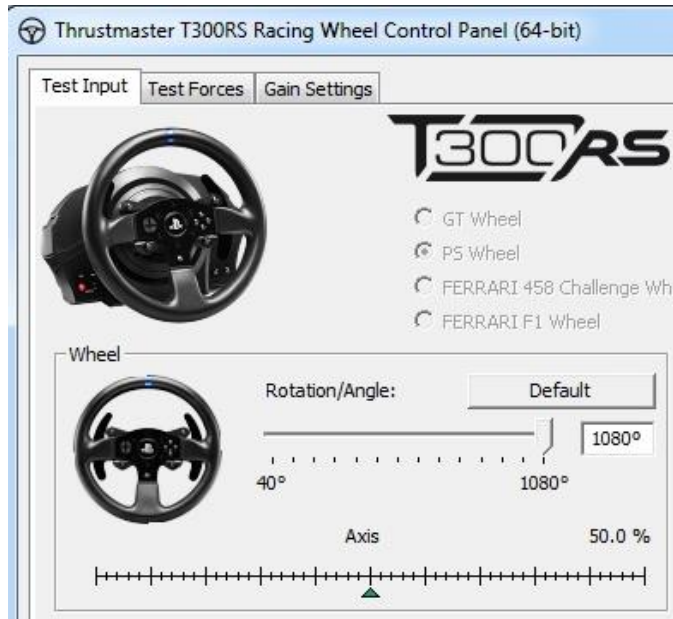 Thrustmaster T300RS Racing Wheel Control Panel (64-bit)
Test Input Test Forces Gain Settings
T300RS
GT Wheel
PS Wheel
FERRARI 458 Challenge Wh
FERRARI F1 Wheel
Wheel
Rotation/Angle: Default
1080°
40° 1080°
Axis 50.0 %